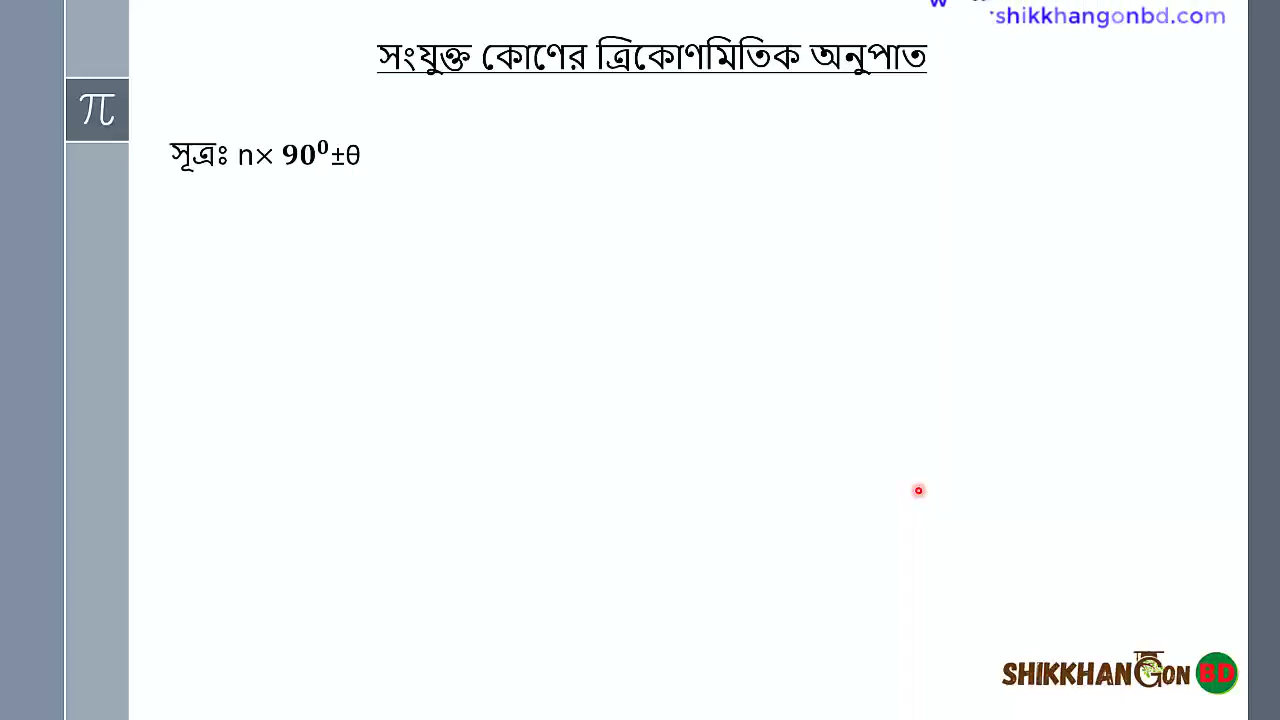 shikkhangonbd.com
সংযুক্ত কোণের ত্রিকোণমিতিক অনুপাত
π
সূত্রঃ n× 90⁰±θ
SHIKKHANGON BD